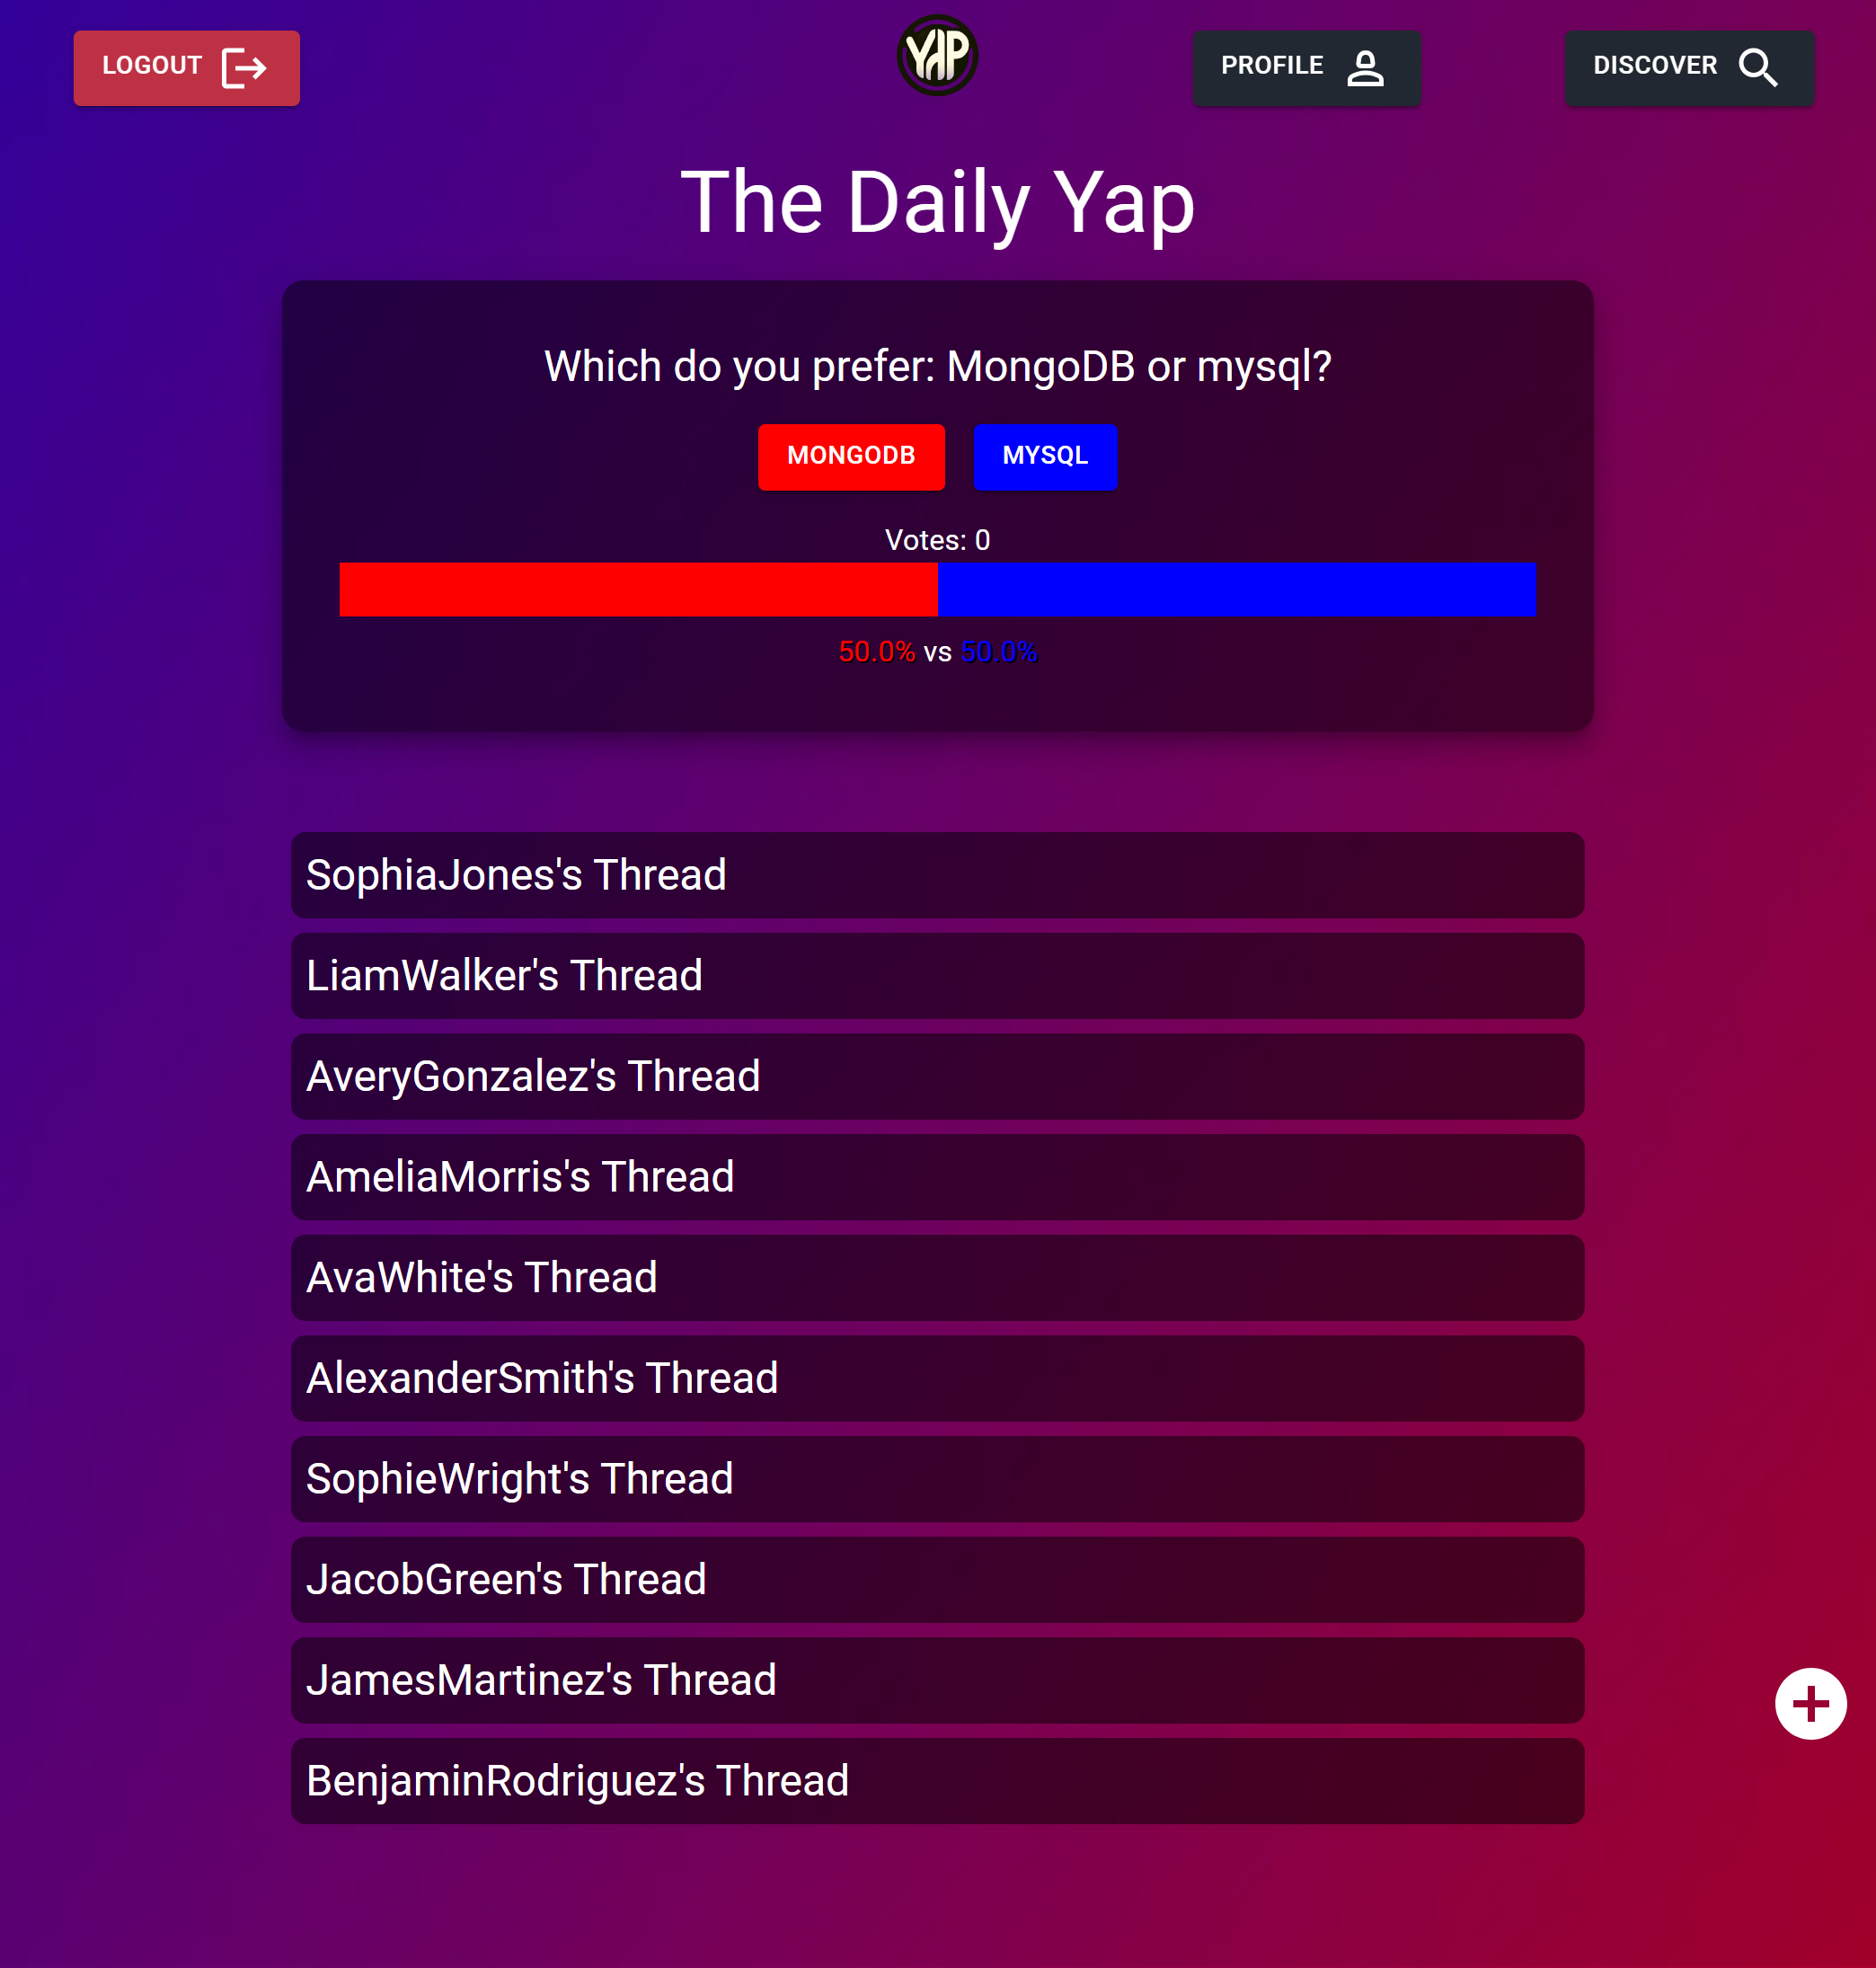 LOGOUT
YAP
PROFILE
DISCOVER
The Daily Yap
Which do you prefer: MongoDB or mysql?
MONGODB
MYSQL
Votes: 0
50.0% vs 50.0%
SophiaJones's Thread
LiamWalker's Thread
AveryGonzalez's Thread
AmeliaMorris's Thread
AvaWhite's Thread
AlexanderSmith's Thread
SophieWright's Thread
JacobGreen's Thread
JamesMartinez's Thread
BenjaminRodriguez's Thread